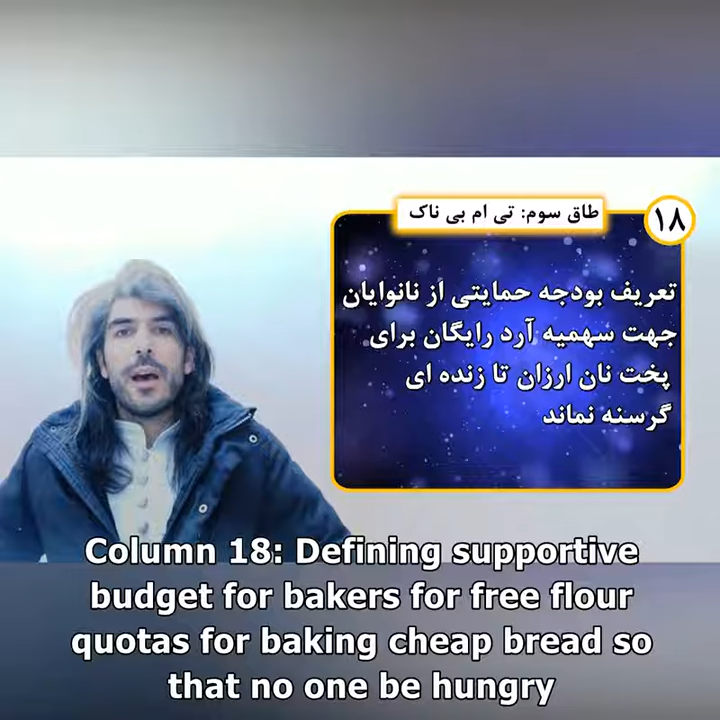 طاق سوم: تی ام بی ناک
۱۸
تعریف بودجه حمایتی از نانوایان
جهت سهمیه آرد رایگان برای
پخت نان ارزان تا زنده ای
گرسنه نماند
Column 18: Defining supportive
budget for bakers for free flour
quotas for baking cheap bread so
that no one be hungry